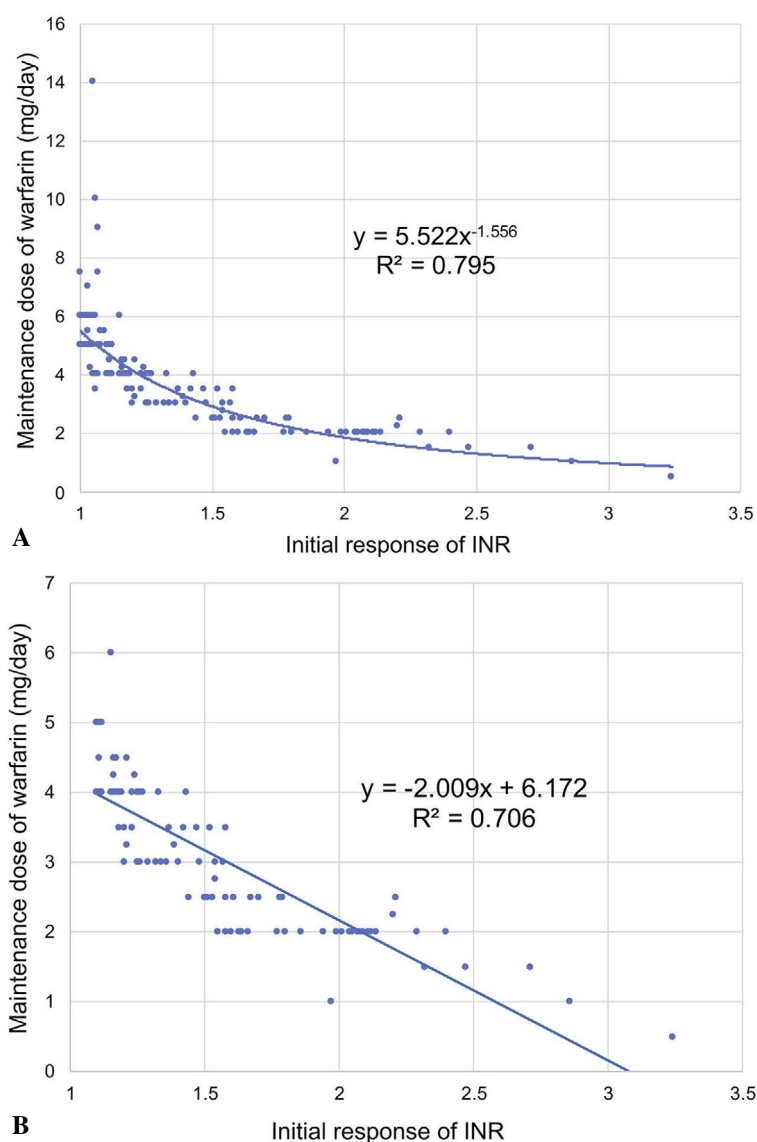 16
14
12
10
8
6
4
2
0
Maintenance dose of warfarin (mg/day)
y = 5.522x^-1.556
R² = 0.795
1 1.5 2 2.5 3 3.5
A
Initial response of INR
7
6
5
4
3
2
1
0
Maintenance dose of warfarin (mg/day)
y = -2.009x + 6.172
R² = 0.706
1 1.5 2 2.5 3 3.5
B
Initial response of INR